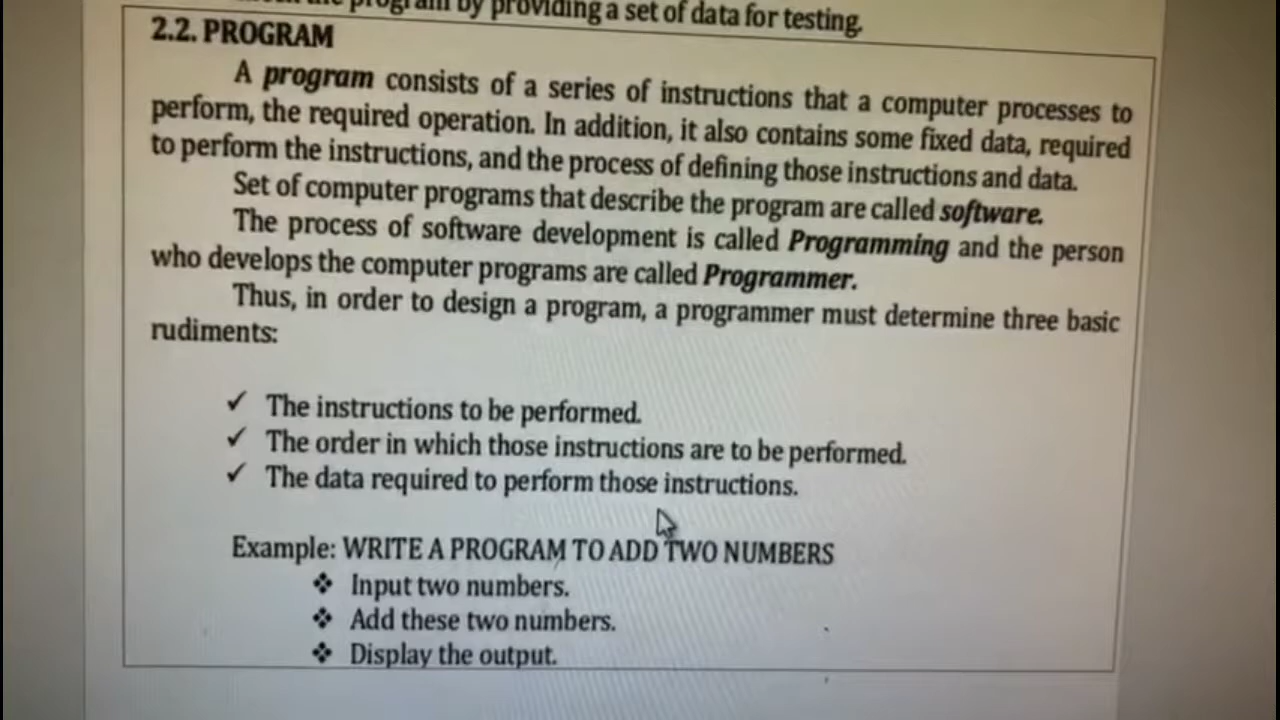 the program by providing a set of data for testing.
2.2. PROGRAM
A program consists of a series of instructions that a computer processes to
perform, the required operation. In addition, it also contains some fixed data, required
to perform the instructions, and the process of defining those instructions and data.
Set of computer programs that describe the program are called software.
The process of software development is called Programming and the person
who develops the computer programs are called Programmer.
Thus, in order to design a program, a programmer must determine three basic
rudiments:
✓ The instructions to be performed.
✓ The order in which those instructions are to be performed.
✓ The data required to perform those instructions.
Example: WRITE A PROGRAM TO ADD TWO NUMBERS
❖ Input two numbers.
❖ Add these two numbers.
❖ Display the output.